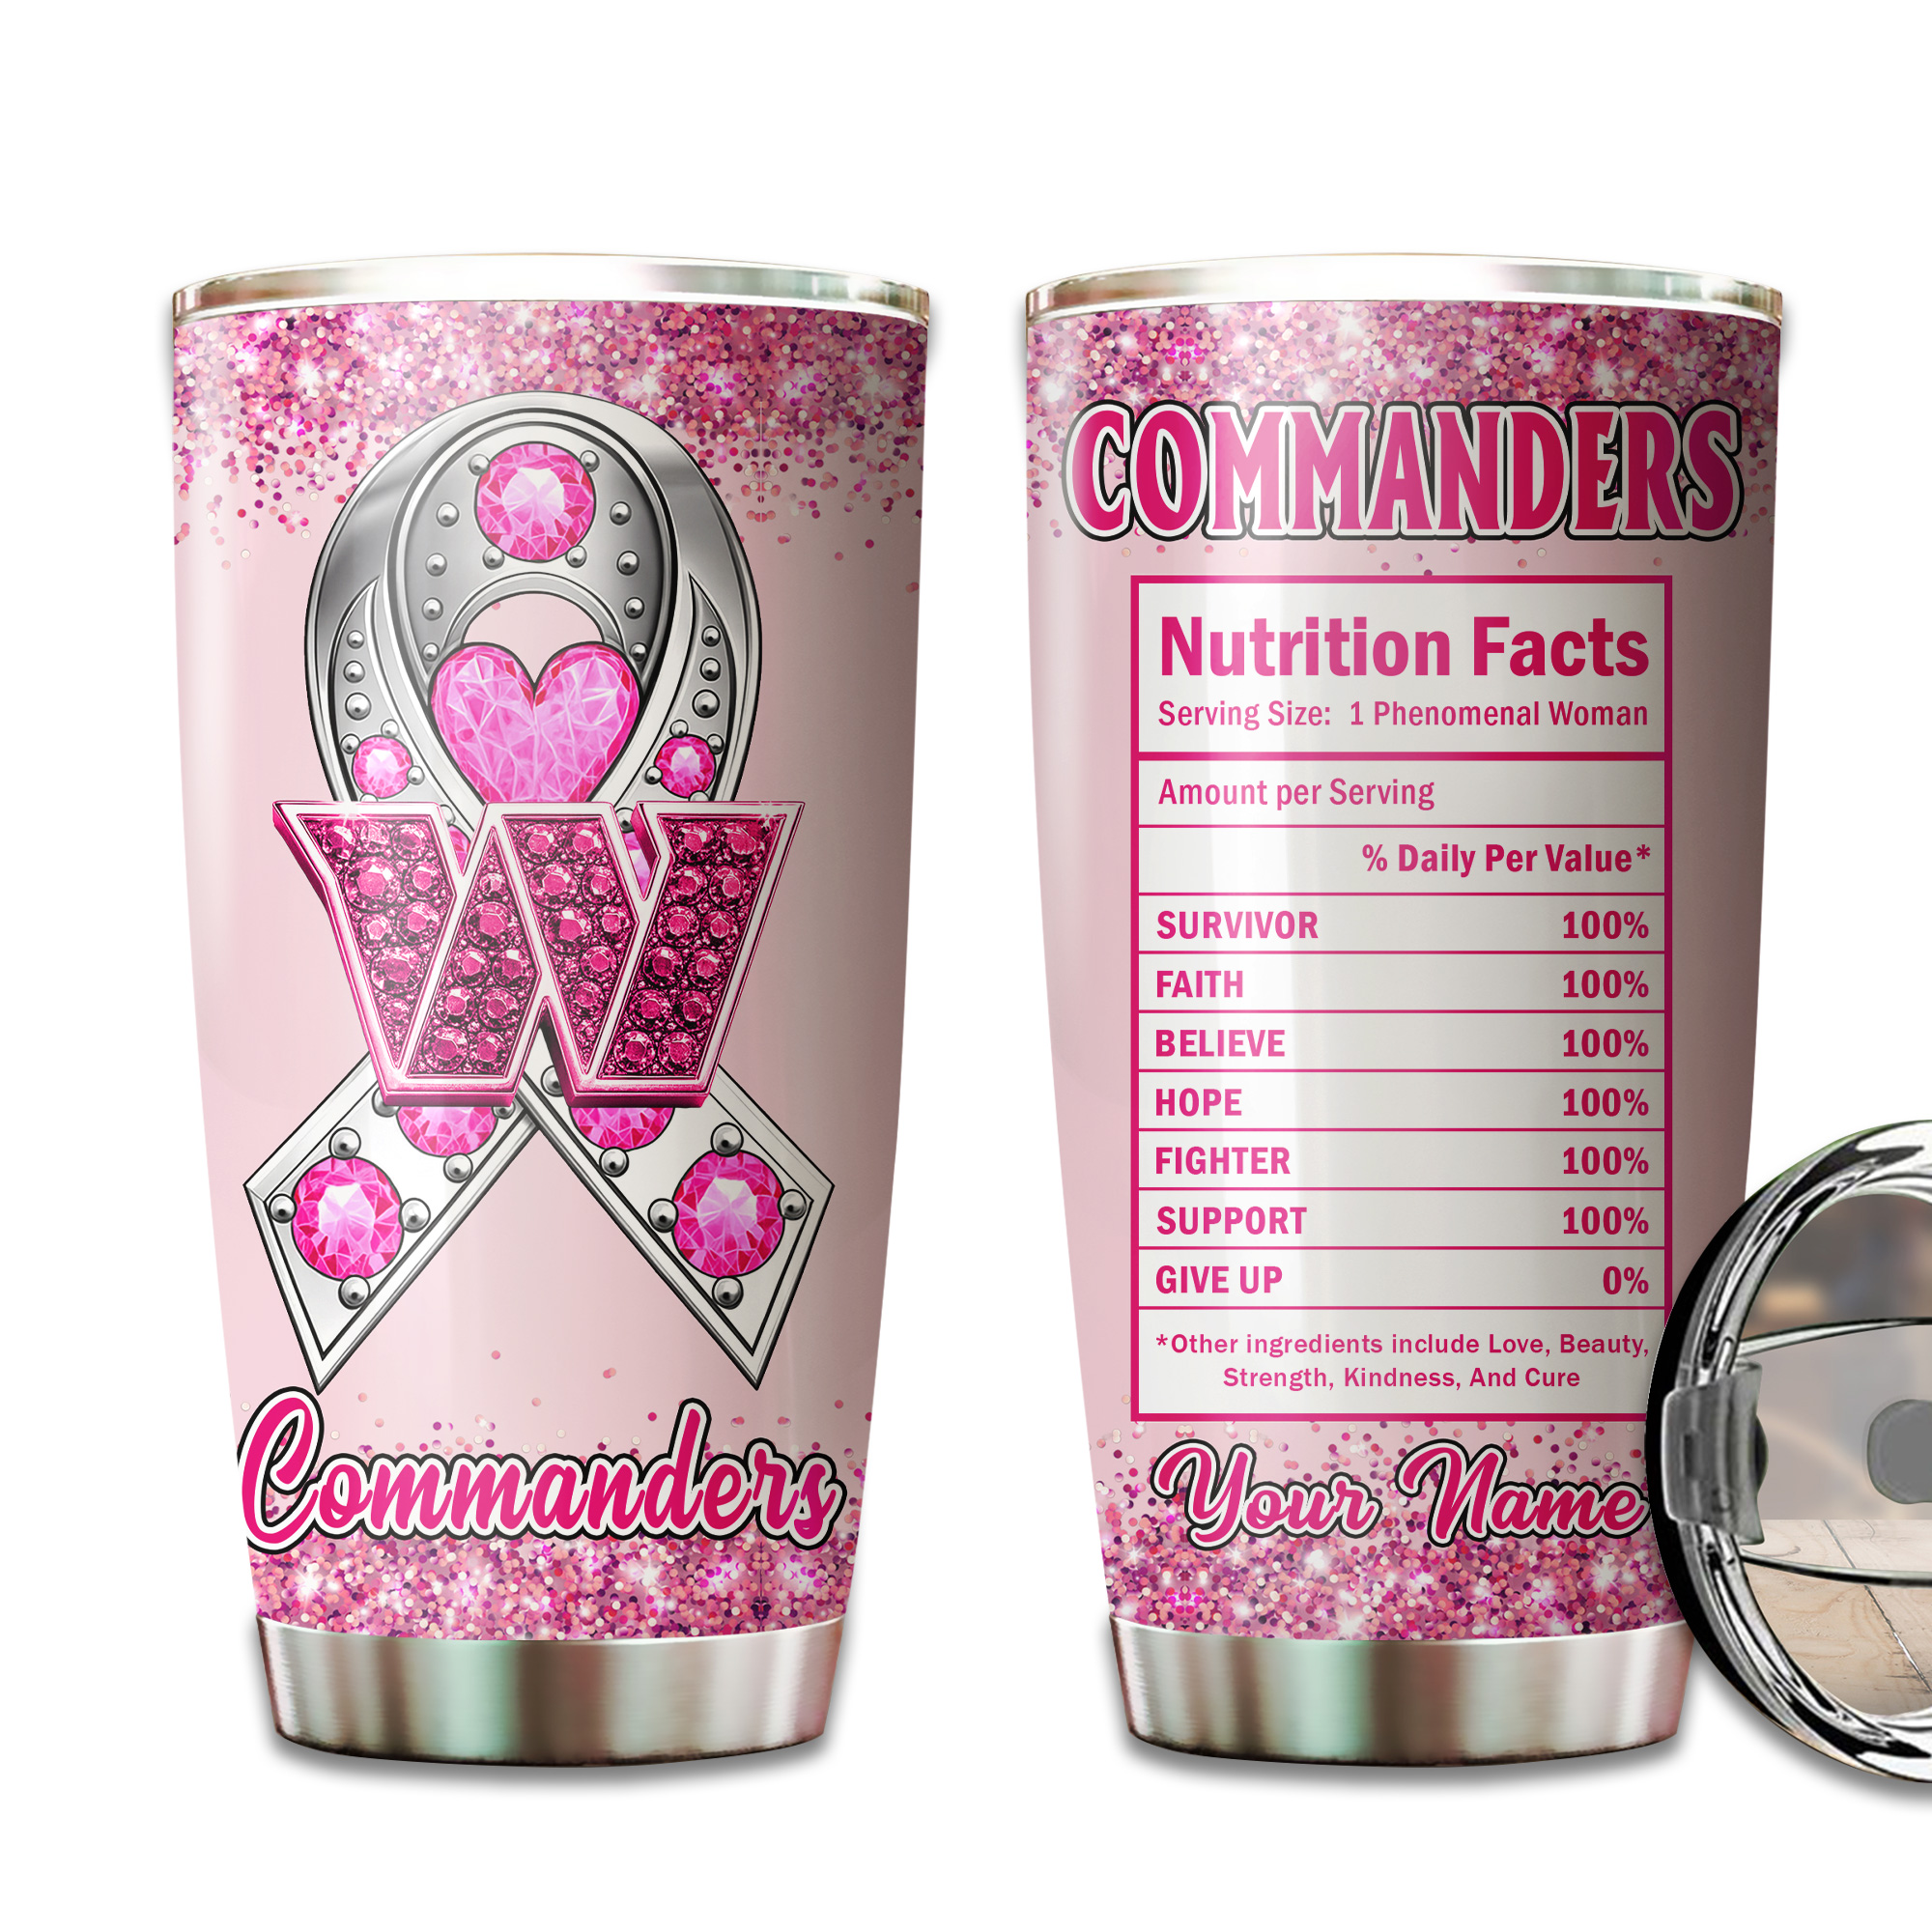 W
Commanders
COMMANDERS
Nutrition Facts
Serving Size: 1 Phenomenal Woman
Amount per Serving
% Daily Per Value*
SURVIVOR 100%
FAITH 100%
BELIEVE 100%
HOPE 100%
FIGHTER 100%
SUPPORT 100%
GIVE UP 0%
*Other ingredients include Love, Beauty,
Strength, Kindness, And Cure
Your Name